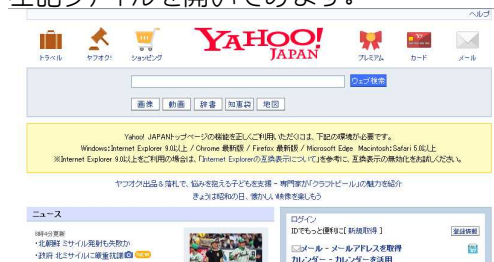 上記ファイルを開いてみよう。
ヘルプ
トラベル ヤフオク! ショッピング YAHOO! JAPAN プレミアム カード メール
ウェブ検索
画像 動画 辞書 知恵袋 地図
Yahoo! JAPANトップページの機能を正しくご利用いただくには、下記の環境が必要です。
Windows:Internet Explorer 9.0以上 / Chrome 最新版 / Firefox 最新版 / Microsoft Edge Macintosh:Safari 5.0以上
※Internet Explorer 9.0以上をご利用の場合は、「Internet Explorerの互換表示について」を参考に、互換表示の無効化をお試しください。
ヤフオク出品&落札で、悩みを抱える子どもを支援 - 専門家が「クラフトビール」の魅力を紹介
きょうは昭和の日、懐かしい映像を楽しもう
ニュース
8時4分更新
・北朝鮮 ミサイル発射も失敗か
・政府 北ミサイルに厳重抗議 NEW
ログイン
IDでもっと便利に[ 新規取得 ]
登録情報
メール - メールアドレスを取得
カレンダー - カレンダーを活用